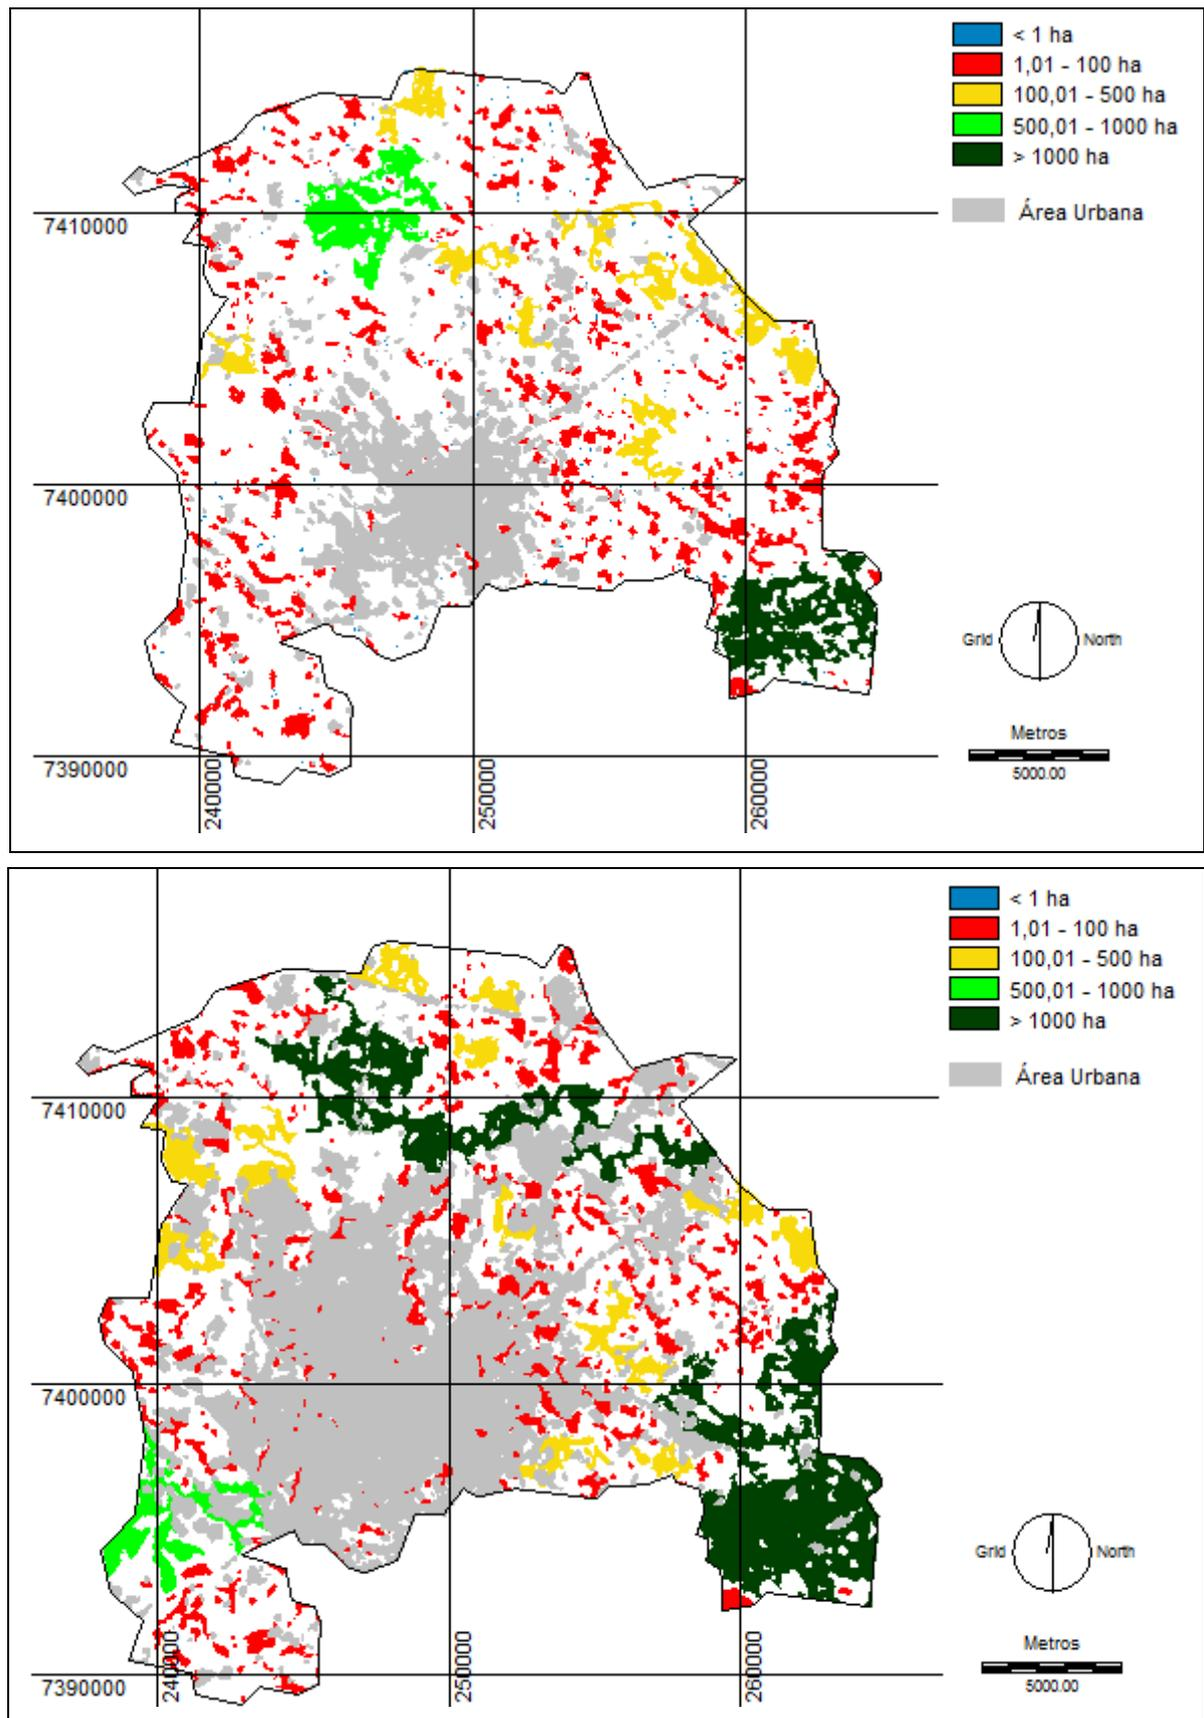 < 1 ha
1,01 - 100 ha
100,01 - 500 ha
500,01 - 1000 ha
> 1000 ha
Área Urbana
7410000
7400000
7390000
240000
250000
260000
Grid North
Metros
5000.00
< 1 ha
1,01 - 100 ha
100,01 - 500 ha
500,01 - 1000 ha
> 1000 ha
Área Urbana
7410000
7400000
7390000
240000
250000
260000
Grid North
Metros
5000.00